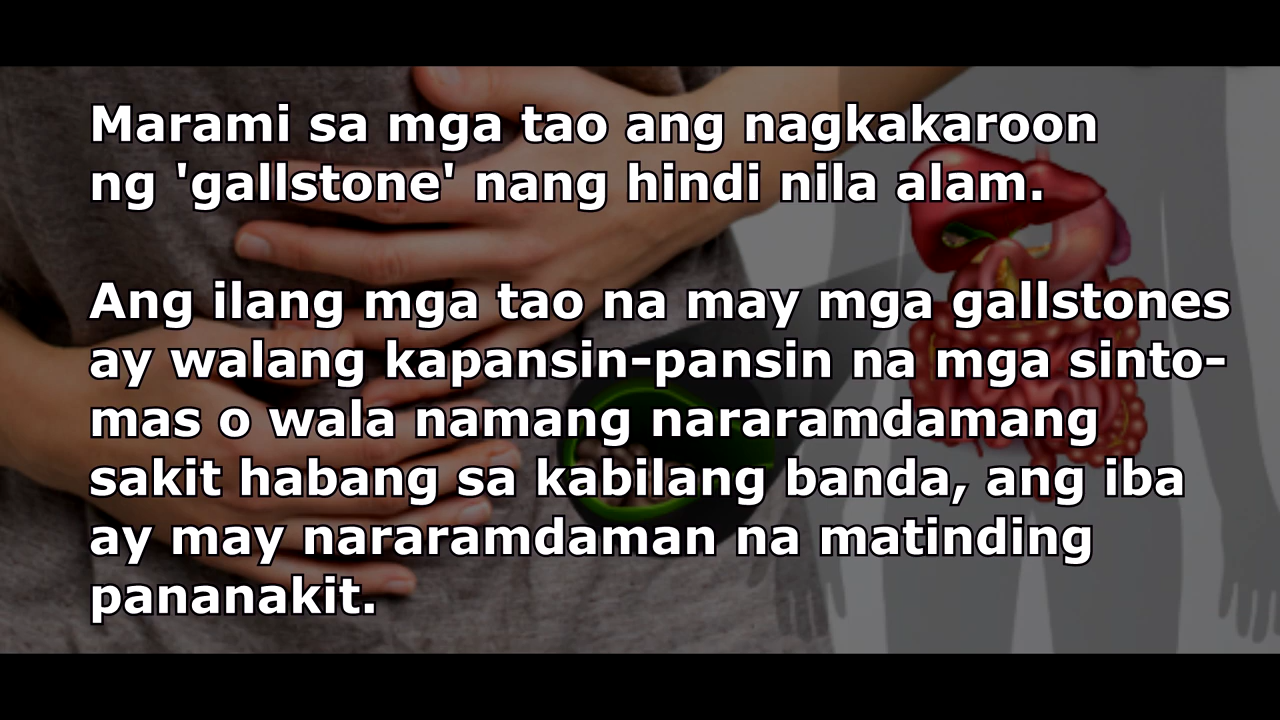 Marami sa mga tao ang nagkakaroon
ng 'gallstone' nang hindi nila alam.
Ang ilang mga tao na may mga gallstones
ay walang kapansin-pansin na mga sinto-
mas o wala namang nararamdamang
sakit habang sa kabilang banda, ang iba
ay may nararamdaman na matinding
pananakit.